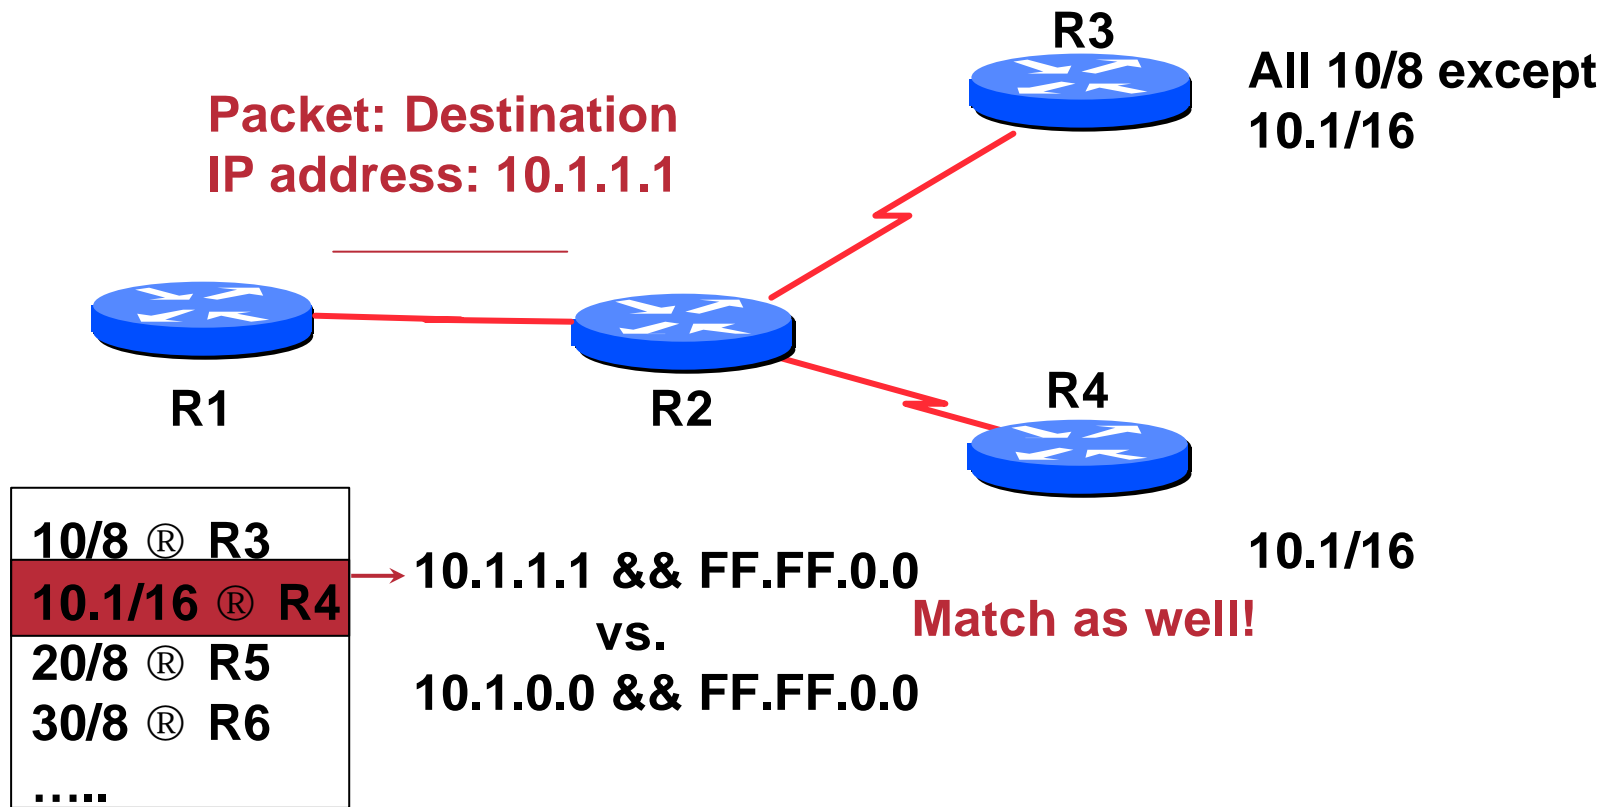 R3
All 10/8 except
10.1/16
Packet: Destination
IP address: 10.1.1.1
R1
R2
R4
10.1/16
10/8 ® R3
10.1/16 ® R4
20/8 ® R5
30/8 ® R6
…..
10.1.1.1 && FF.FF.0.0
vs.
10.1.0.0 && FF.FF.0.0
Match as well!